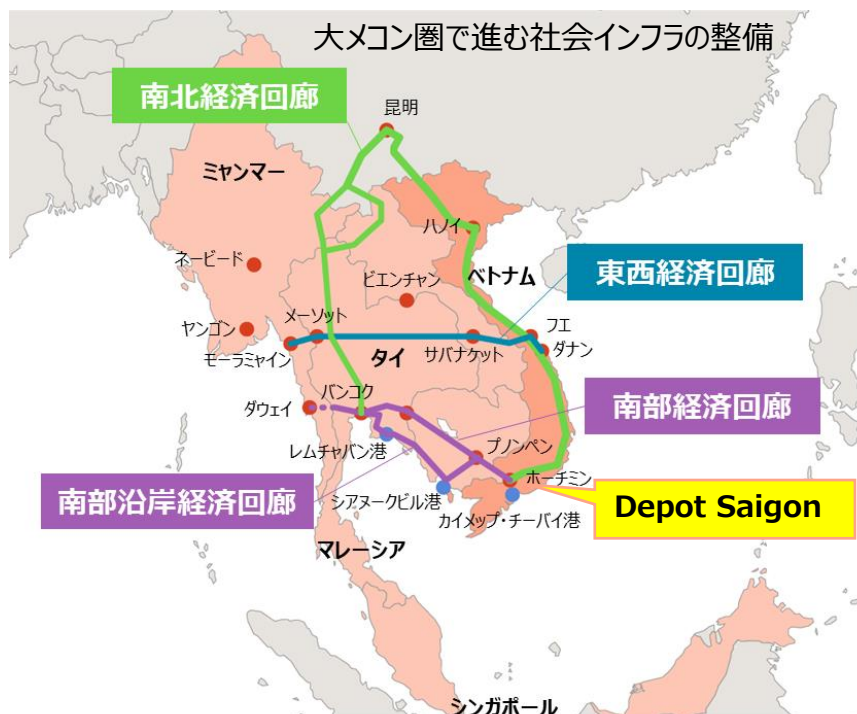 大メコン圏で進む社会インフラの整備
南北経済回廊
昆明
ミャンマー
ハノイ
ネーピード
ビエンチャン
ベトナム
東西経済回廊
ヤンゴン
メーソット
フエ
モーラミャイン
サバナケット
ダナン
タイ
バンコク
ダウェイ
南部経済回廊
レムチャバン港
プノンペン
ホーチミン
南部沿岸経済回廊
シアヌークビル港
カイメップ・チーバイ港
Depot Saigon
マレーシア
シンガポール